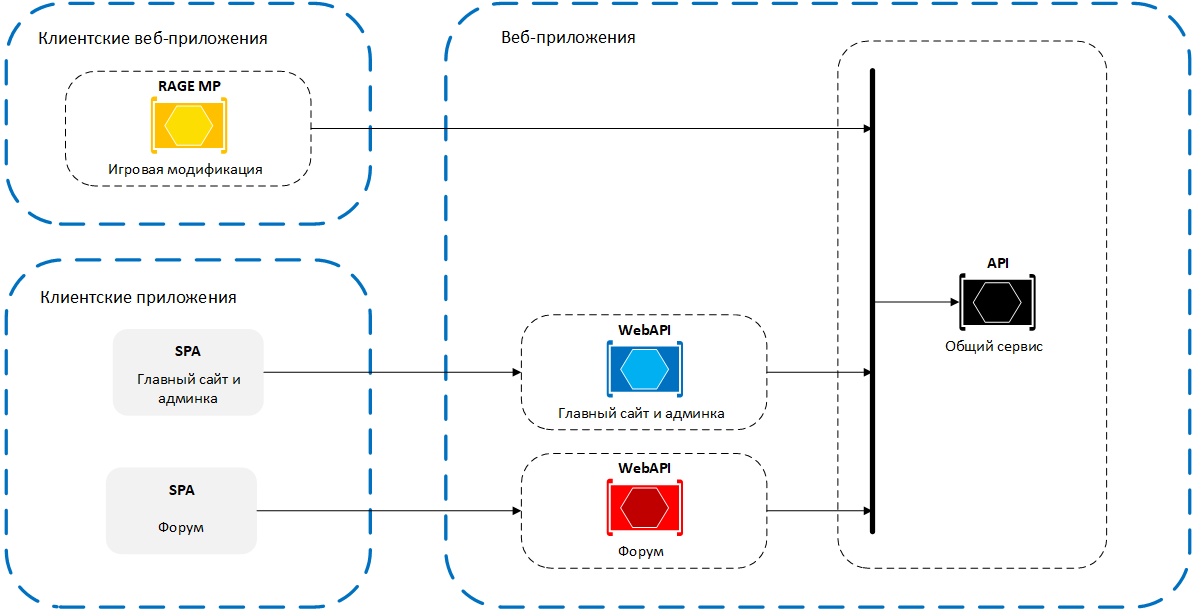 Клиентские веб-приложения
RAGE MP
Игровая модификация
Клиентские приложения
SPA
Главный сайт и
админка
SPA
Форум
Веб-приложения
WebAPI
Главный сайт и админка
WebAPI
Форум
API
Общий сервис